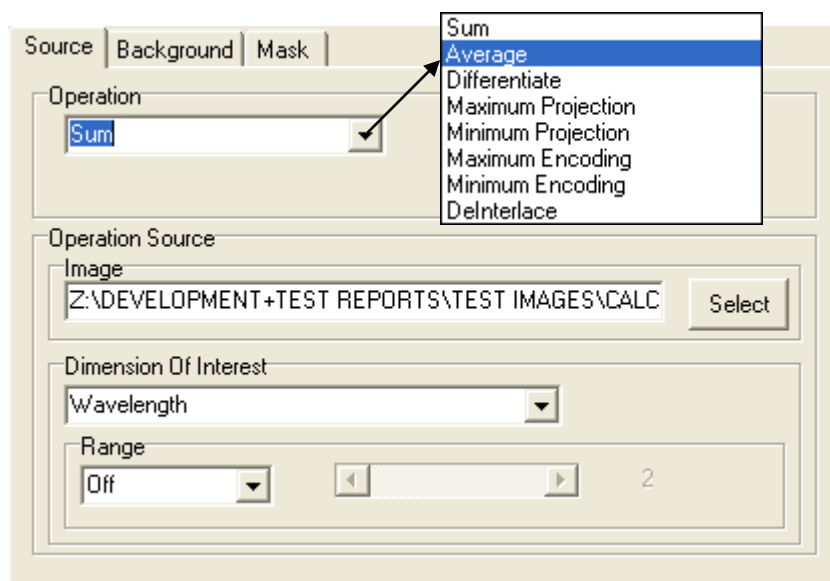 Source Background Mask
Operation
Sum
Sum
Average
Differentiate
Maximum Projection
Minimum Projection
Maximum Encoding
Minimum Encoding
DeInterlace
Operation Source
Image
Z:\DEVELOPMENT+TEST REPORTS\TEST IMAGES\CALC
Select
Dimension Of Interest
Wavelength
Range
Off
2